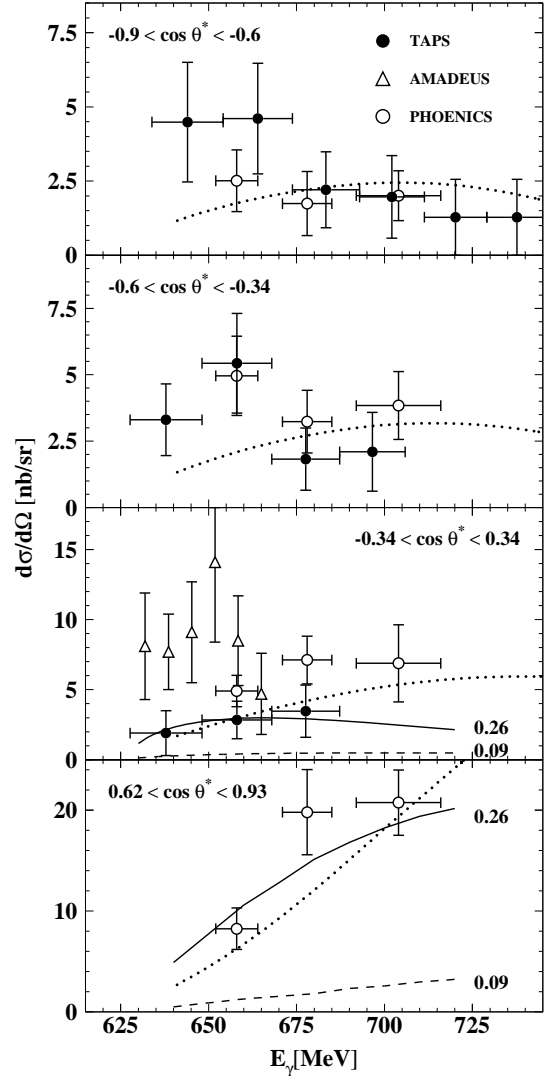 7.5
-0.9 < cos θ* < -0.6
TAPS
AMADEUS
5
PHOENICS
2.5
0
-0.6 < cos θ* < -0.34
7.5
5
2.5
0
dσ/dΩ [nb/sr]
-0.34 < cos θ* < 0.34
15
10
5
0.26
0.09
0
0.62 < cos θ* < 0.93
20
0.26
10
0.09
0
625 650 675 700 725
Eγ[MeV]